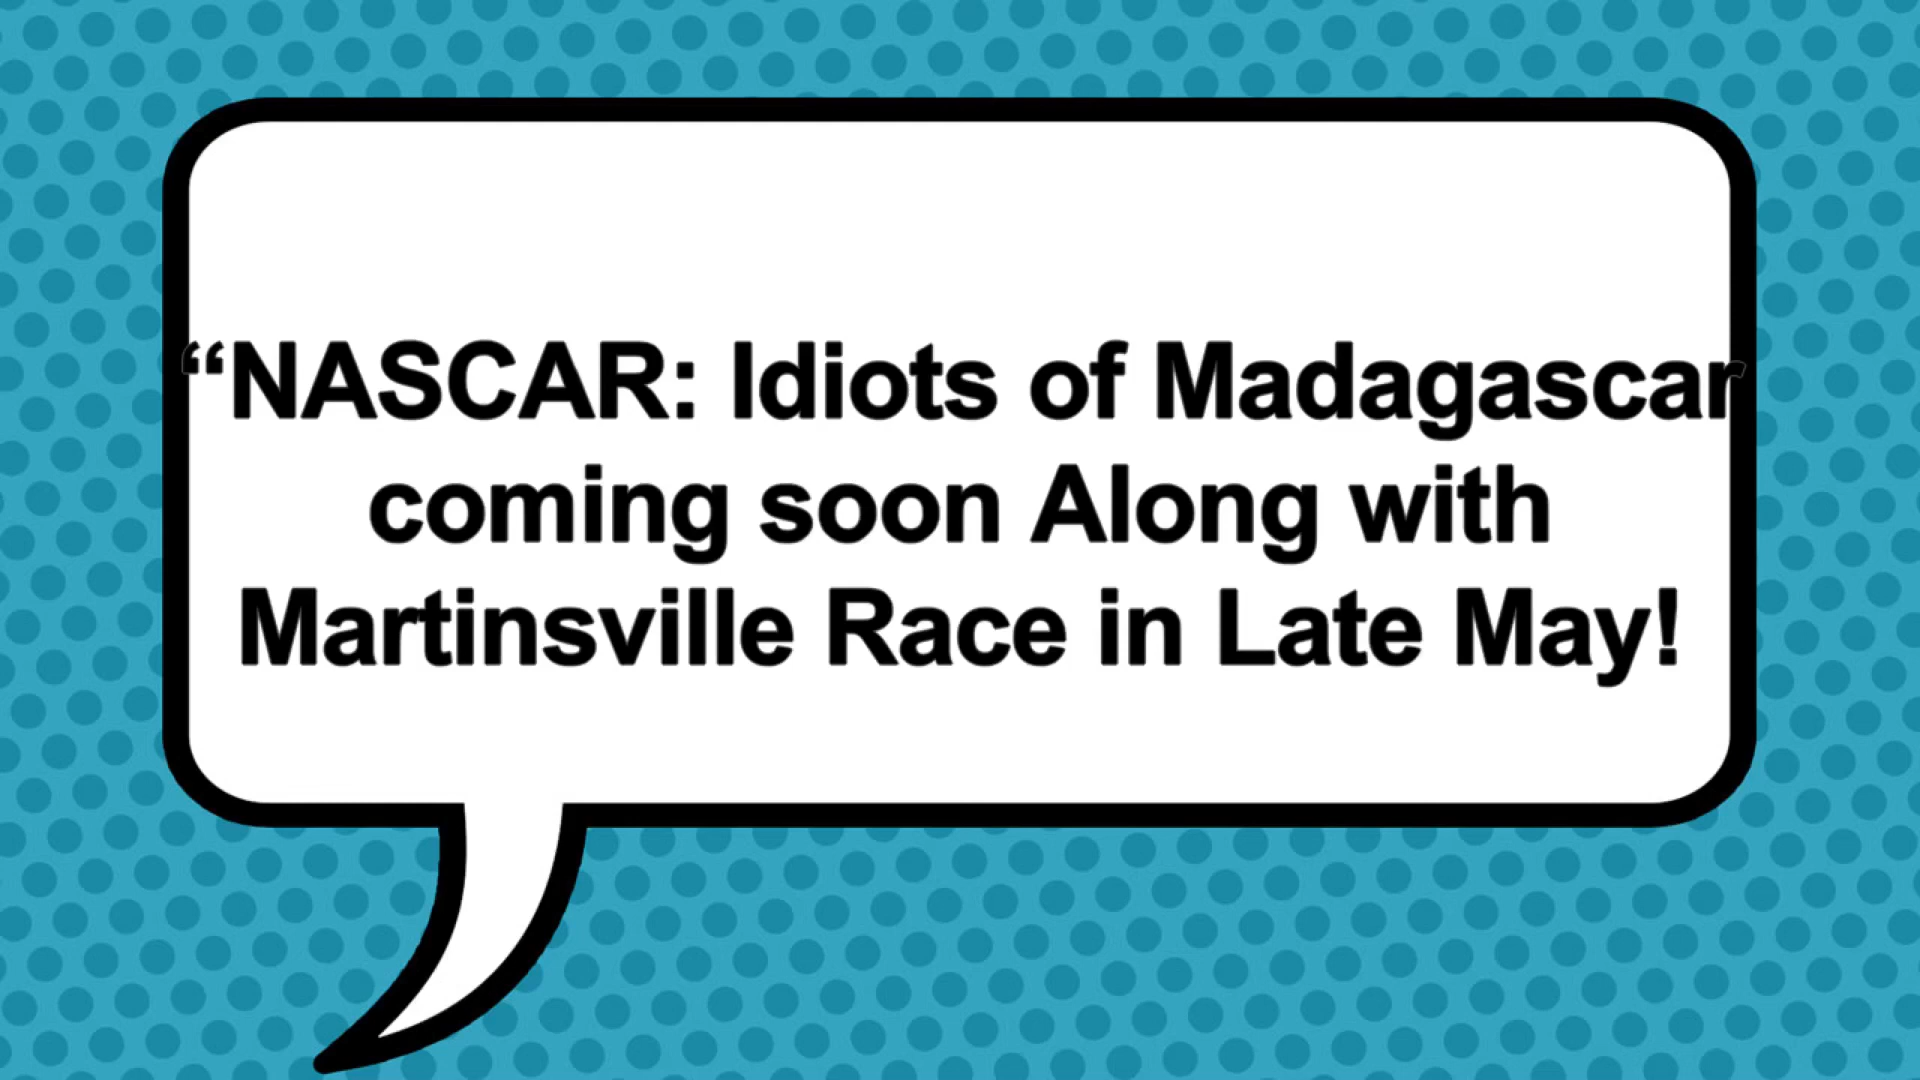 “NASCAR: Idiots of Madagascar
coming soon Along with
Martinsville Race in Late May!